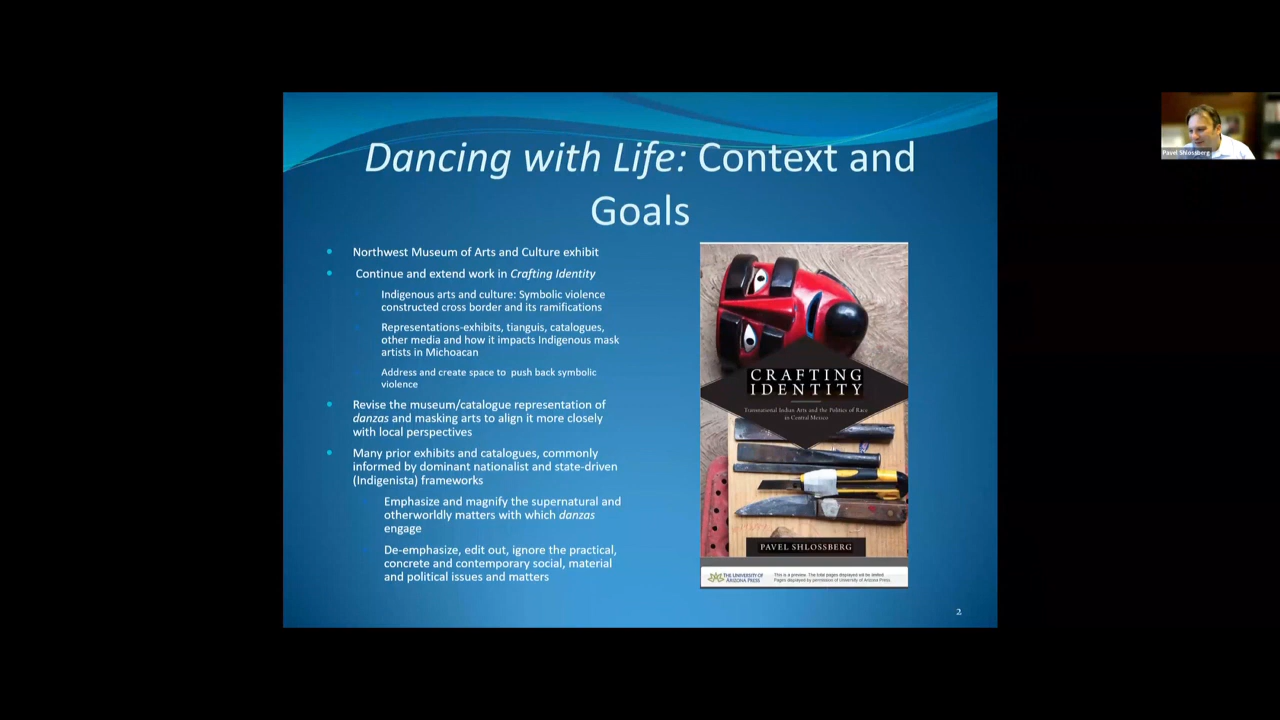 Dancing with Life: Context and
Goals
Northwest Museum of Arts and Culture exhibit
Continue and extend work in Crafting Identity
Indigenous arts and culture: Symbolic violence
constructed cross border and its ramifications
Representations-exhibits, tianguis, catalogues,
other media and how it impacts Indigenous mask
artists in Michoacan
Address and create space to push back symbolic
violence
Revise the museum/catalogue representation of
danzas and masking arts to align it more closely
with local perspectives
Many prior exhibits and catalogues, commonly
informed by dominant nationalist and state-driven
(Indigenista) frameworks
Emphasize and magnify the supernatural and
otherworldly matters with which danzas
engage
De-emphasize, edit out, ignore the practical,
concrete and contemporary social, material
and political issues and matters
CRAFTING
IDENTITY
Transnational Indian Arts and the Politics of Race
in Central Mexico
PAVEL SHLOSSBERG
THE UNIVERSITY OF
ARIZONA PRESS
This is a preview. The total pages displayed will be limited.
Pages displayed by permission of University of Arizona Press
2
Pavel Shlossberg